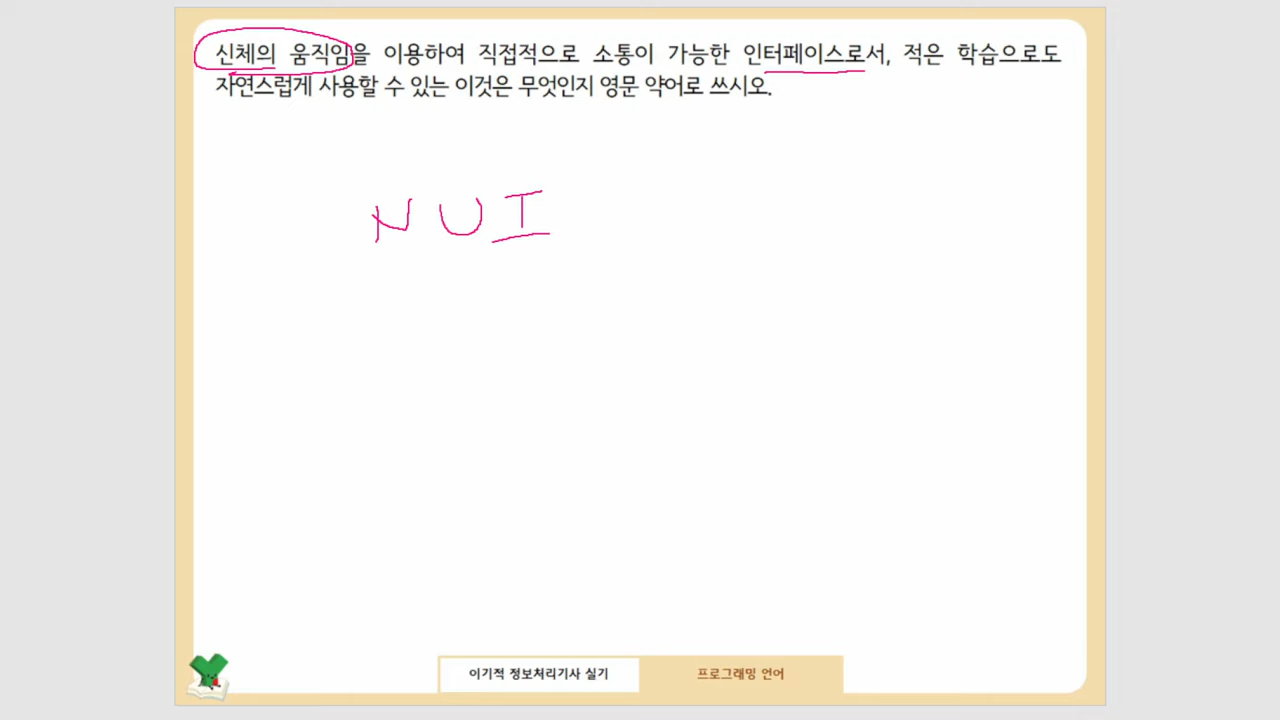 신체의 움직임을 이용하여 직접적으로 소통이 가능한 인터페이스로서, 적은 학습으로도
자연스럽게 사용할 수 있는 이것은 무엇인지 영문 약어로 쓰시오.
NUI
이기적 정보처리기사 실기
프로그래밍 언어